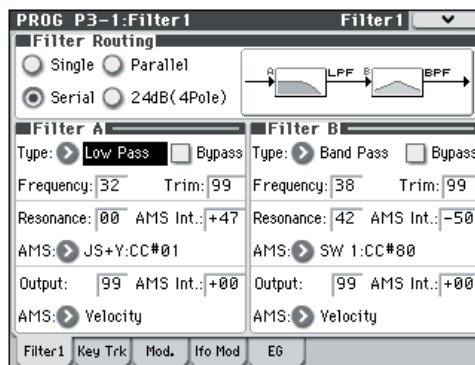 PROG P3-1:Filter1 Filter1
Filter Routing
Single Parallel
Serial 24dB(4Pole)
A LPF B BPF
Filter A
Type: Low Pass Bypass
Frequency: 32 Trim: 99
Resonance: 00 AMS Int.: +47
AMS: JS+Y:CC#01
Output: 99 AMS Int.: +00
AMS: Velocity
Filter B
Type: Band Pass Bypass
Frequency: 38 Trim: 99
Resonance: 42 AMS Int.: -50
AMS: SW 1:CC#80
Output: 99 AMS Int.: +00
AMS: Velocity
Filter1 Key Trk Mod. lfo Mod EG